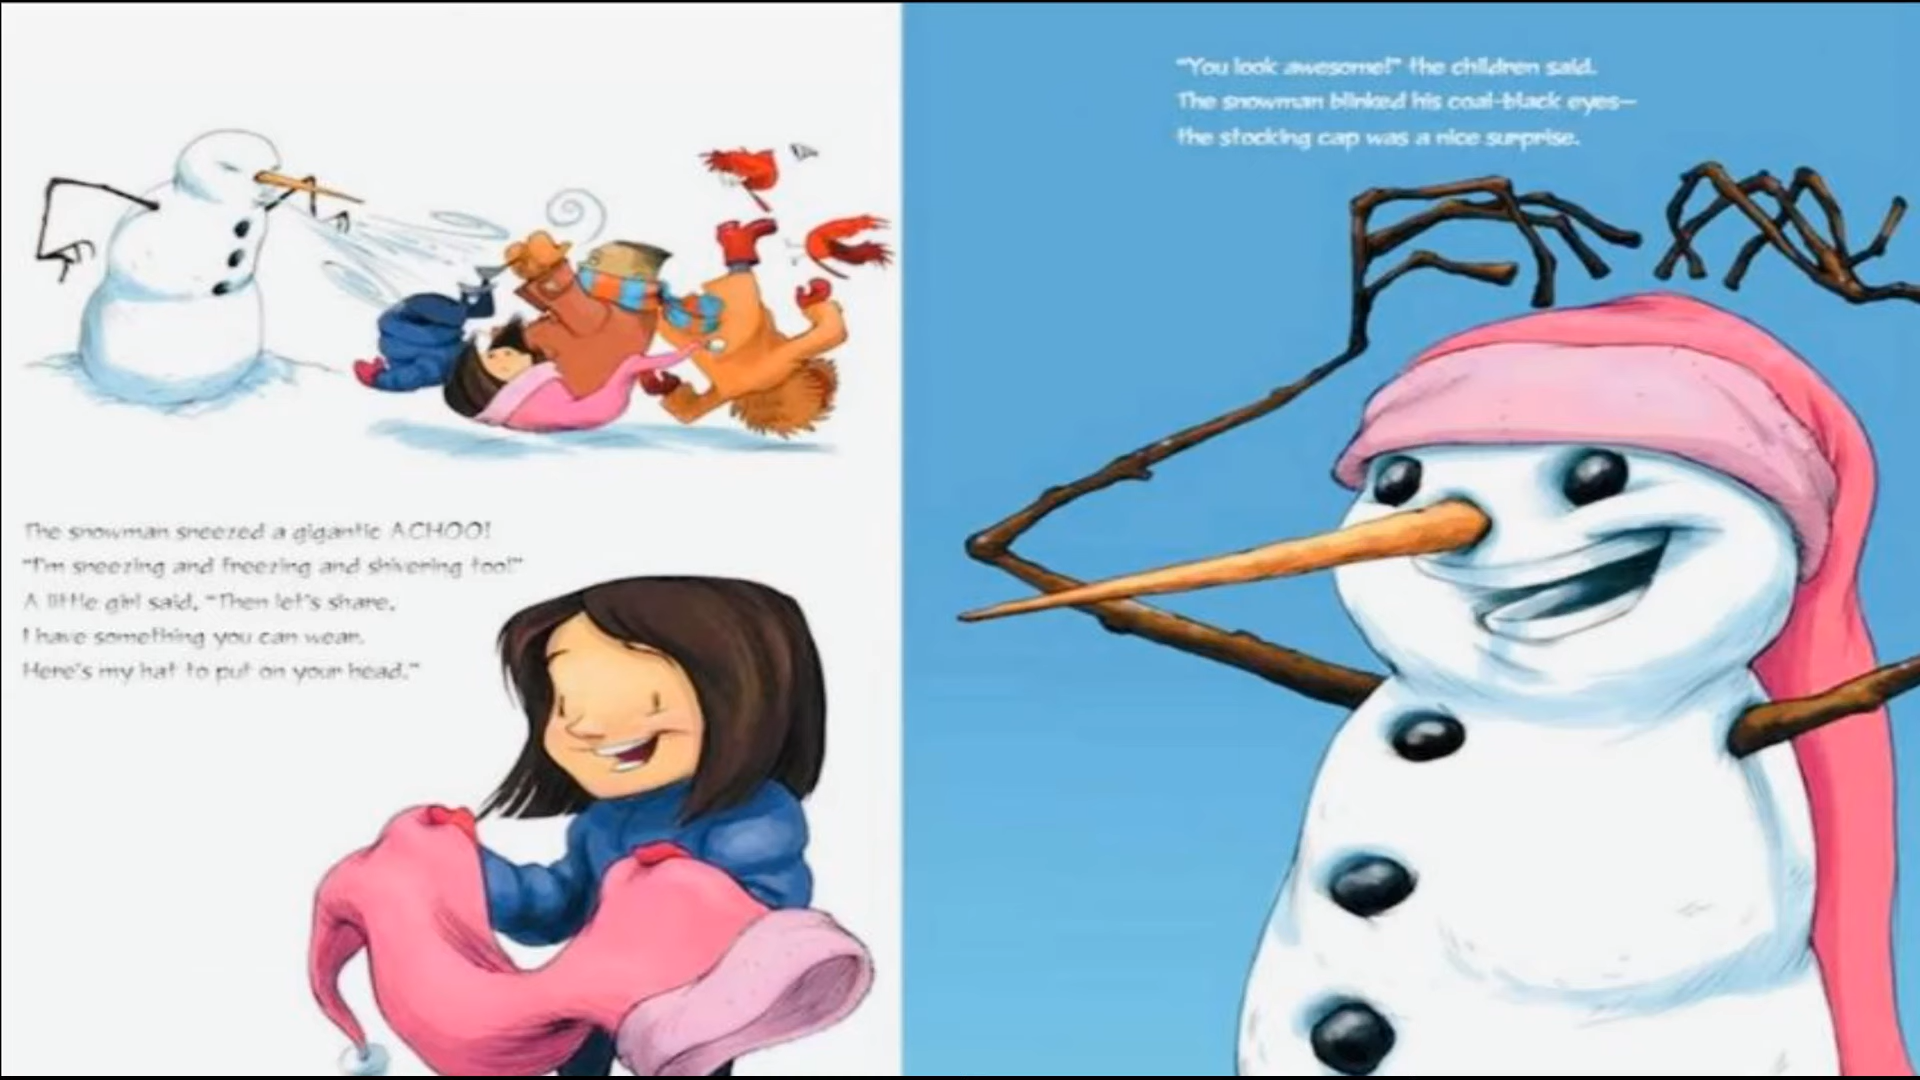 The snowman sneezed a gigantic ACHOO!
"I'm sneezing and freezing and shivering too!"
A little girl said, "Then let's share,
I have something you can wear.
Here's my hat to put on your head."
"You look awesome!" the children said.
The snowman blinked his coal-black eyes—
the stocking cap was a nice surprise.